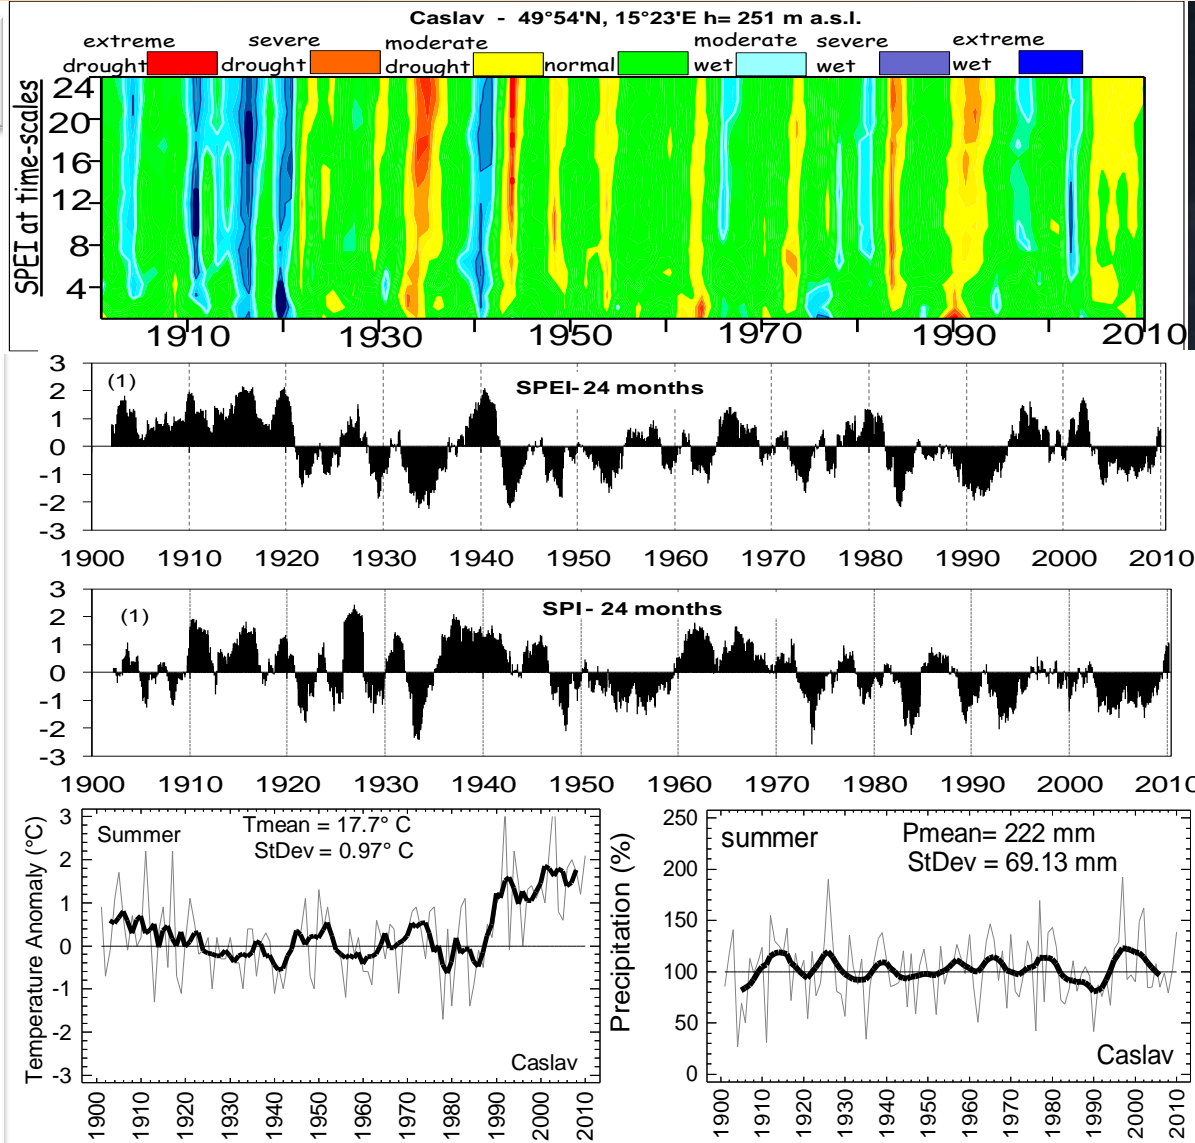 Caslav - 49°54'N, 15°23'E h= 251 m a.s.l.
extreme drought
severe drought
moderate drought
normal
moderate wet
severe wet
extreme wet
SPEI at time-scales
24
20
16
12
8
4
1910 1930 1950 1970 1990 2010
(1)
SPEI- 24 months
3
2
1
0
-1
-2
-3
1900 1910 1920 1930 1940 1950 1960 1970 1980 1990 2000 2010
(1)
SPI - 24 months
3
2
1
0
-1
-2
-3
1900 1910 1920 1930 1940 1950 1960 1970 1980 1990 2000 2010
Temperature Anomaly (°C)
Summer
Tmean = 17.7° C
StDev = 0.97° C
3
2
1
0
-1
-2
-3
Caslav
1900 1910 1920 1930 1940 1950 1960 1970 1980 1990 2000 2010
Precipitation (%)
summer
Pmean= 222 mm
StDev = 69.13 mm
250
200
150
100
50
0
Caslav
1900 1910 1920 1930 1940 1950 1960 1970 1980 1990 2000 2010